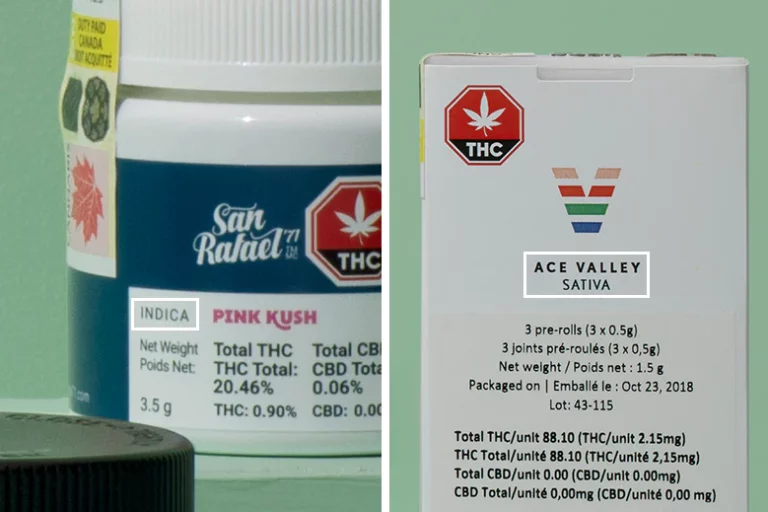 DUTY PAID
CANADA
DROIT ACQUITTÉ
San
Rafael '71
THC
INDICA
PINK KUSH
Net Weight
Poids Net:
3.5 g
Total THC
THC Total:
20.46%
THC: 0.90%
Total CB
CBD Tota
0.06%
CBD: 0.00
THC
ACE VALLEY
SATIVA
3 pre-rolls (3 x 0.5g)
3 joints pré-roulés (3 x 0,5g)
Net weight / Poids net : 1.5 g
Packaged on | Emballé le : Oct 23, 2018
Lot: 43-115
Total THC/unit 88.10 (THC/unit 2.15mg)
THC Total/unité 88.10 (THC/unité 2,15mg)
Total CBD/unit 0.00 (CBD/unit 0.00mg)
CBD Total/unité 0,00mg (CBD/unité 0,00 mg)